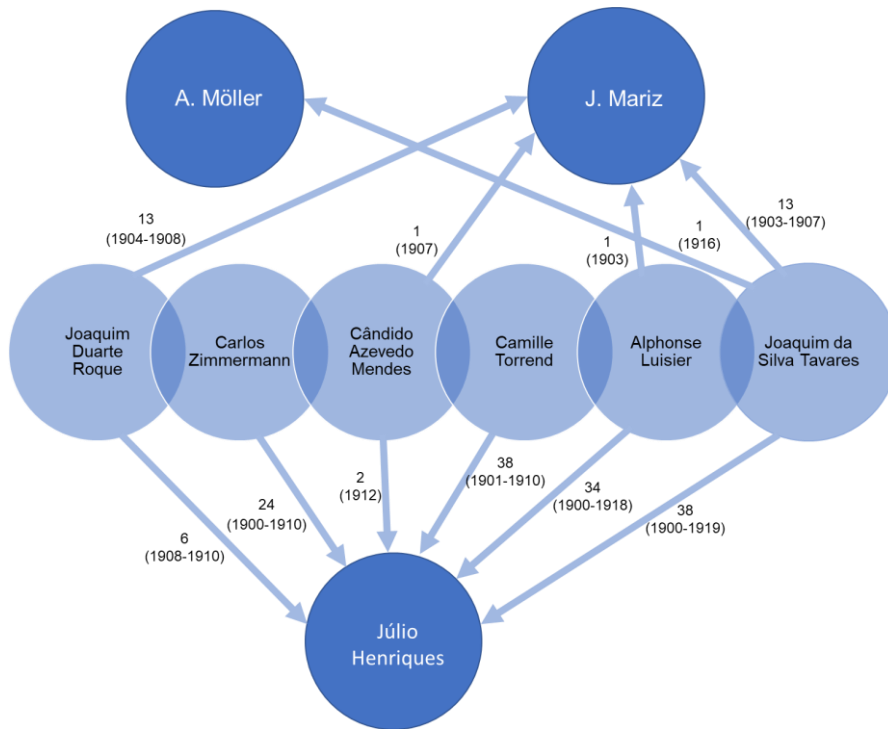 A. Möller
J. Mariz
13
(1904-1908)
1
(1907)
1
(1903)
1
(1916)
13
(1903-1907)
Joaquim
Duarte
Roque
Carlos
Zimmermann
Cândido
Azevedo
Mendes
Camille
Torrend
Alphonse
Luisier
Joaquim da
Silva Tavares
6
(1908-1910)
24
(1900-1910)
2
(1912)
38
(1901-1910)
34
(1900-1918)
38
(1900-1919)
Júlio
Henriques